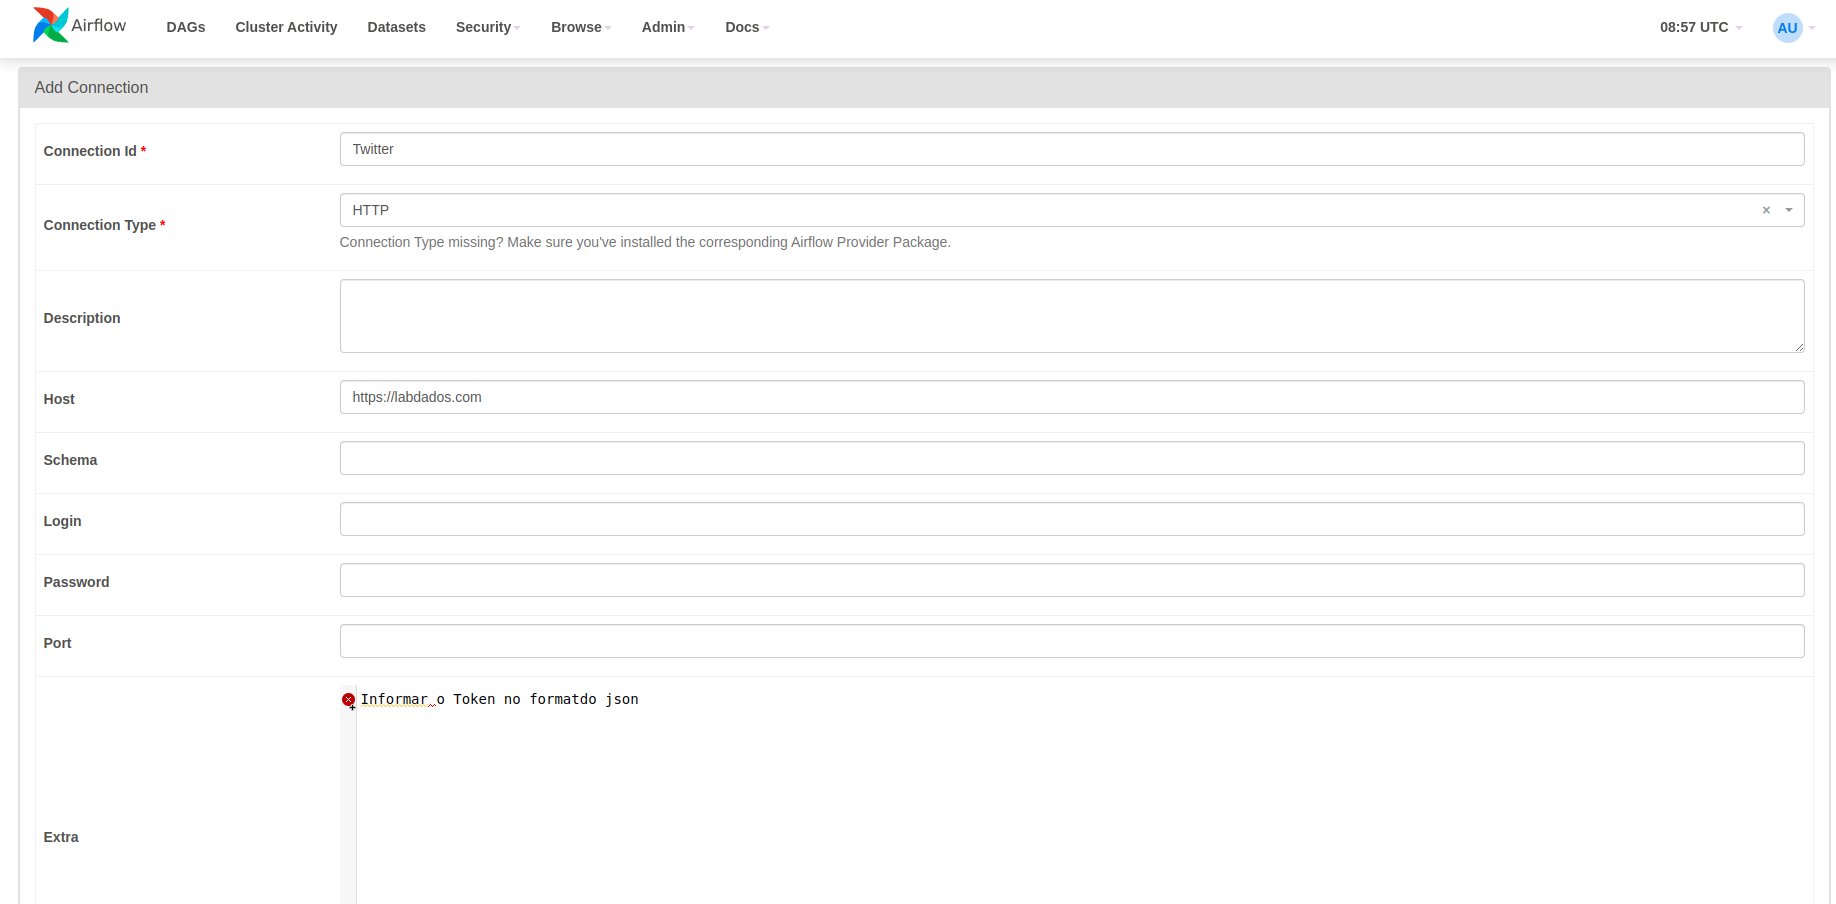 Airflow DAGs Cluster Activity Datasets Security Browse Admin Docs 08:57 UTC AU
Add Connection
Connection Id * Twitter
Connection Type * HTTP × 
Connection Type missing? Make sure you've installed the corresponding Airflow Provider Package.
Description
Host https://labdados.com
Schema
Login
Password
Port
Informar o Token no formatdo json
Extra